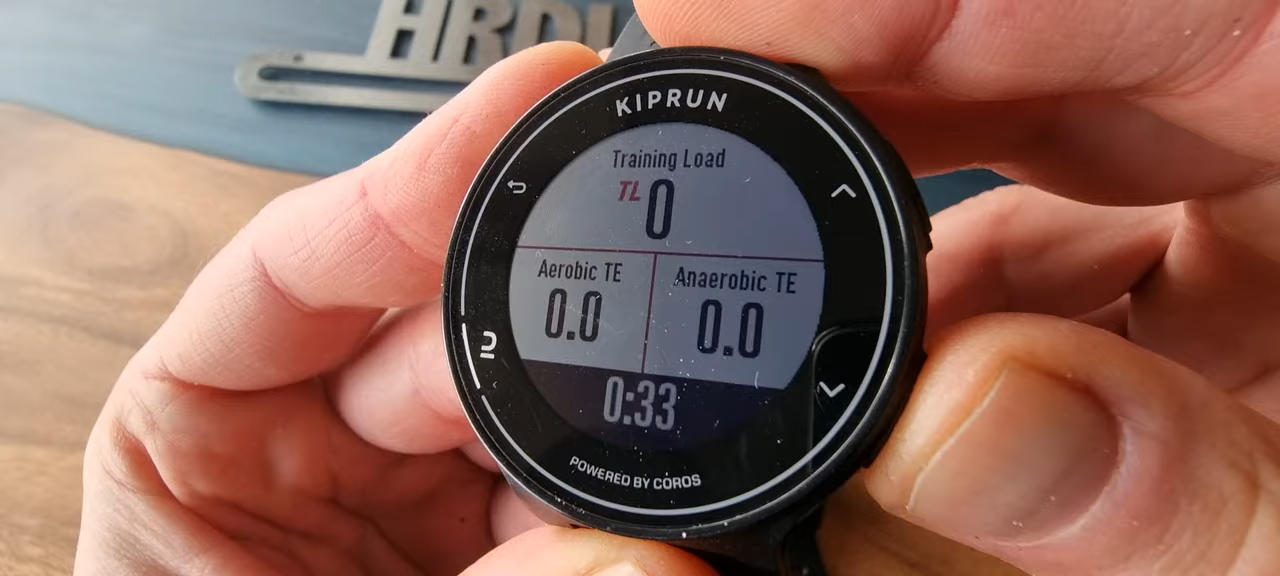 KIPRUN
Training Load
TL 0
Aerobic TE
0.0
Anaerobic TE
0.0
0:33
POWERED BY COROS